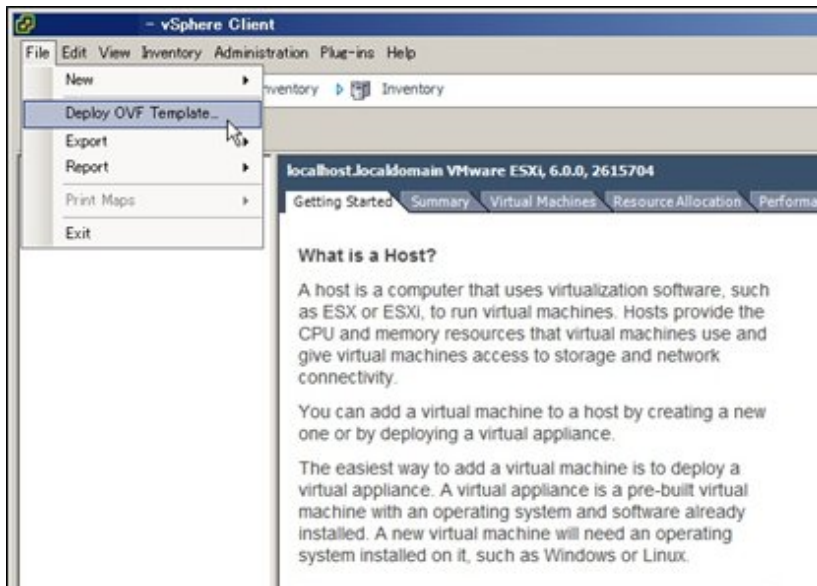 - vSphere Client
File Edit View Inventory Administration Plug-ins Help
New
nventory Inventory
Deploy OVF Template...
Export
Report
Print Maps
Exit
localhost.localdomain VMware ESXi, 6.0.0, 2615704
Getting Started Summary Virtual Machines Resource Allocation Performa
What is a Host?
A host is a computer that uses virtualization software, such
as ESX or ESXi, to run virtual machines. Hosts provide the
CPU and memory resources that virtual machines use and
give virtual machines access to storage and network
connectivity.
You can add a virtual machine to a host by creating a new
one or by deploying a virtual appliance.
The easiest way to add a virtual machine is to deploy a
virtual appliance. A virtual appliance is a pre-built virtual
machine with an operating system and software already
installed. A new virtual machine will need an operating
system installed on it, such as Windows or Linux.